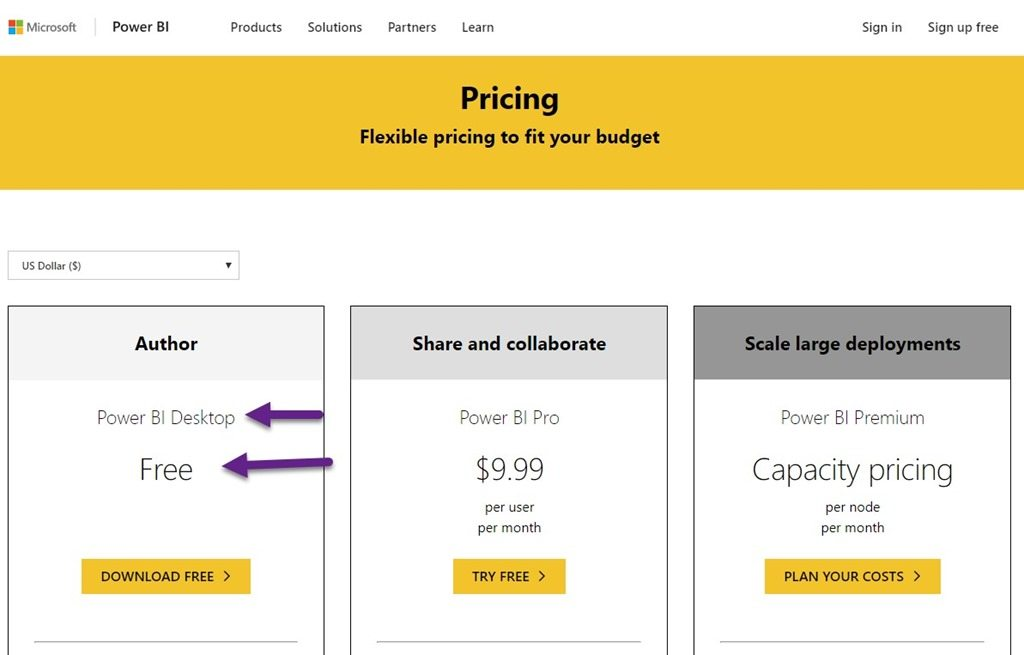 Microsoft Power BI Products Solutions Partners Learn Sign in Sign up free
Pricing
Flexible pricing to fit your budget
US Dollar ($)
Author
Power BI Desktop
Free
DOWNLOAD FREE
Share and collaborate
Power BI Pro
$9.99
per user
per month
TRY FREE
Scale large deployments
Power BI Premium
Capacity pricing
per node
per month
PLAN YOUR COSTS